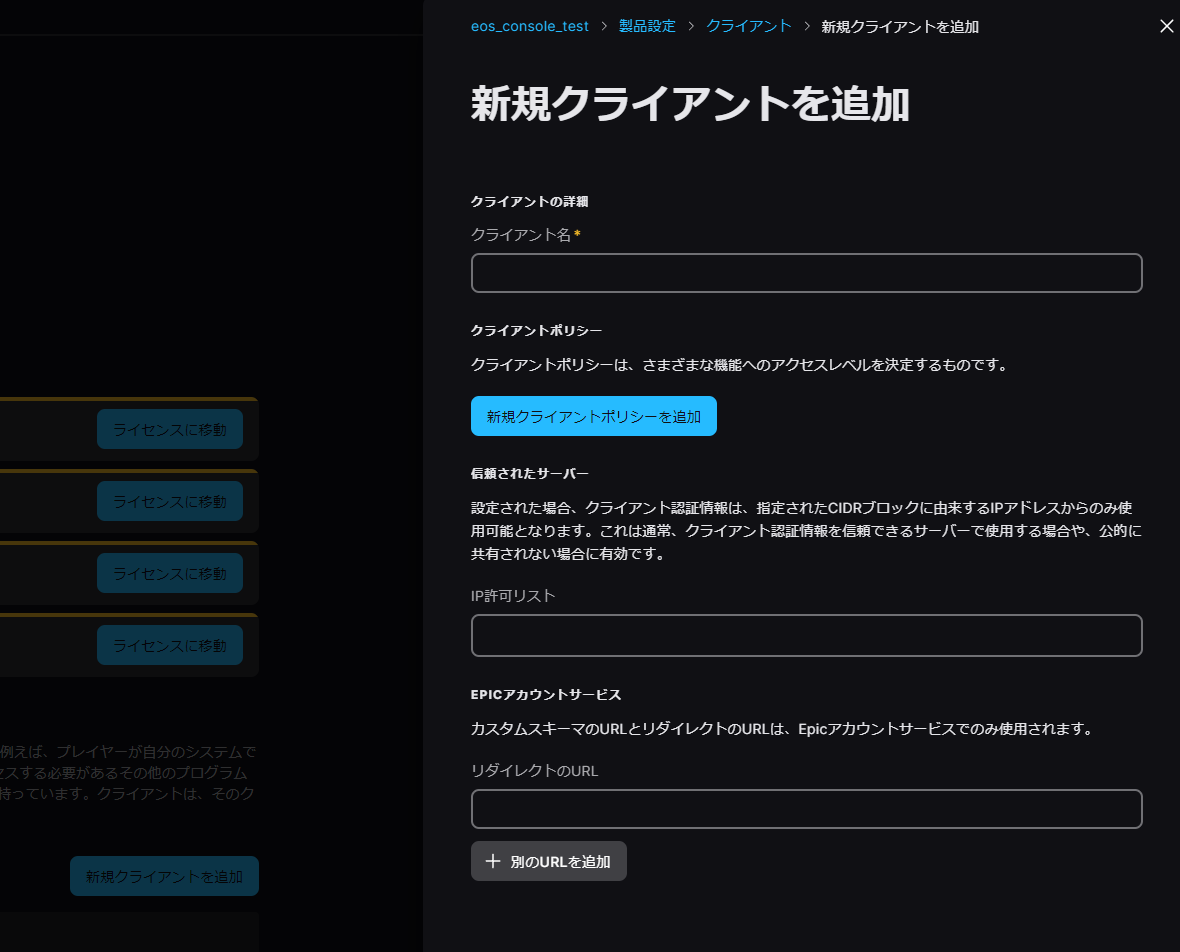 eos_console_test > 製品設定 > クライアント > 新規クライアントを追加
新規クライアントを追加
クライアントの詳細
クライアント名*
クライアントポリシー
クライアントポリシーは、さまざまな機能へのアクセスレベルを決定するものです。
新規クライアントポリシーを追加
信頼されたサーバー
設定された場合、クライアント認証情報は、指定されたCIDRブロックに由来するIPアドレスからのみ使
用可能となります。これは通常、クライアント認証情報を信頼できるサーバーで使用する場合や、公的に
共有されない場合に有効です。
IP許可リスト
EPICアカウントサービス
カスタムスキーマのURLとリダイレクトのURLは、Epicアカウントサービスでのみ使用されます。
リダイレクトのURL
別のURLを追加
ライセンスに移動
ライセンスに移動
ライセンスに移動
ライセンスに移動
例えば、プレイヤーが自分のシステムで
セスする必要があるその他のプログラム
持っています。クライアントは、そのク
新規クライアントを追加